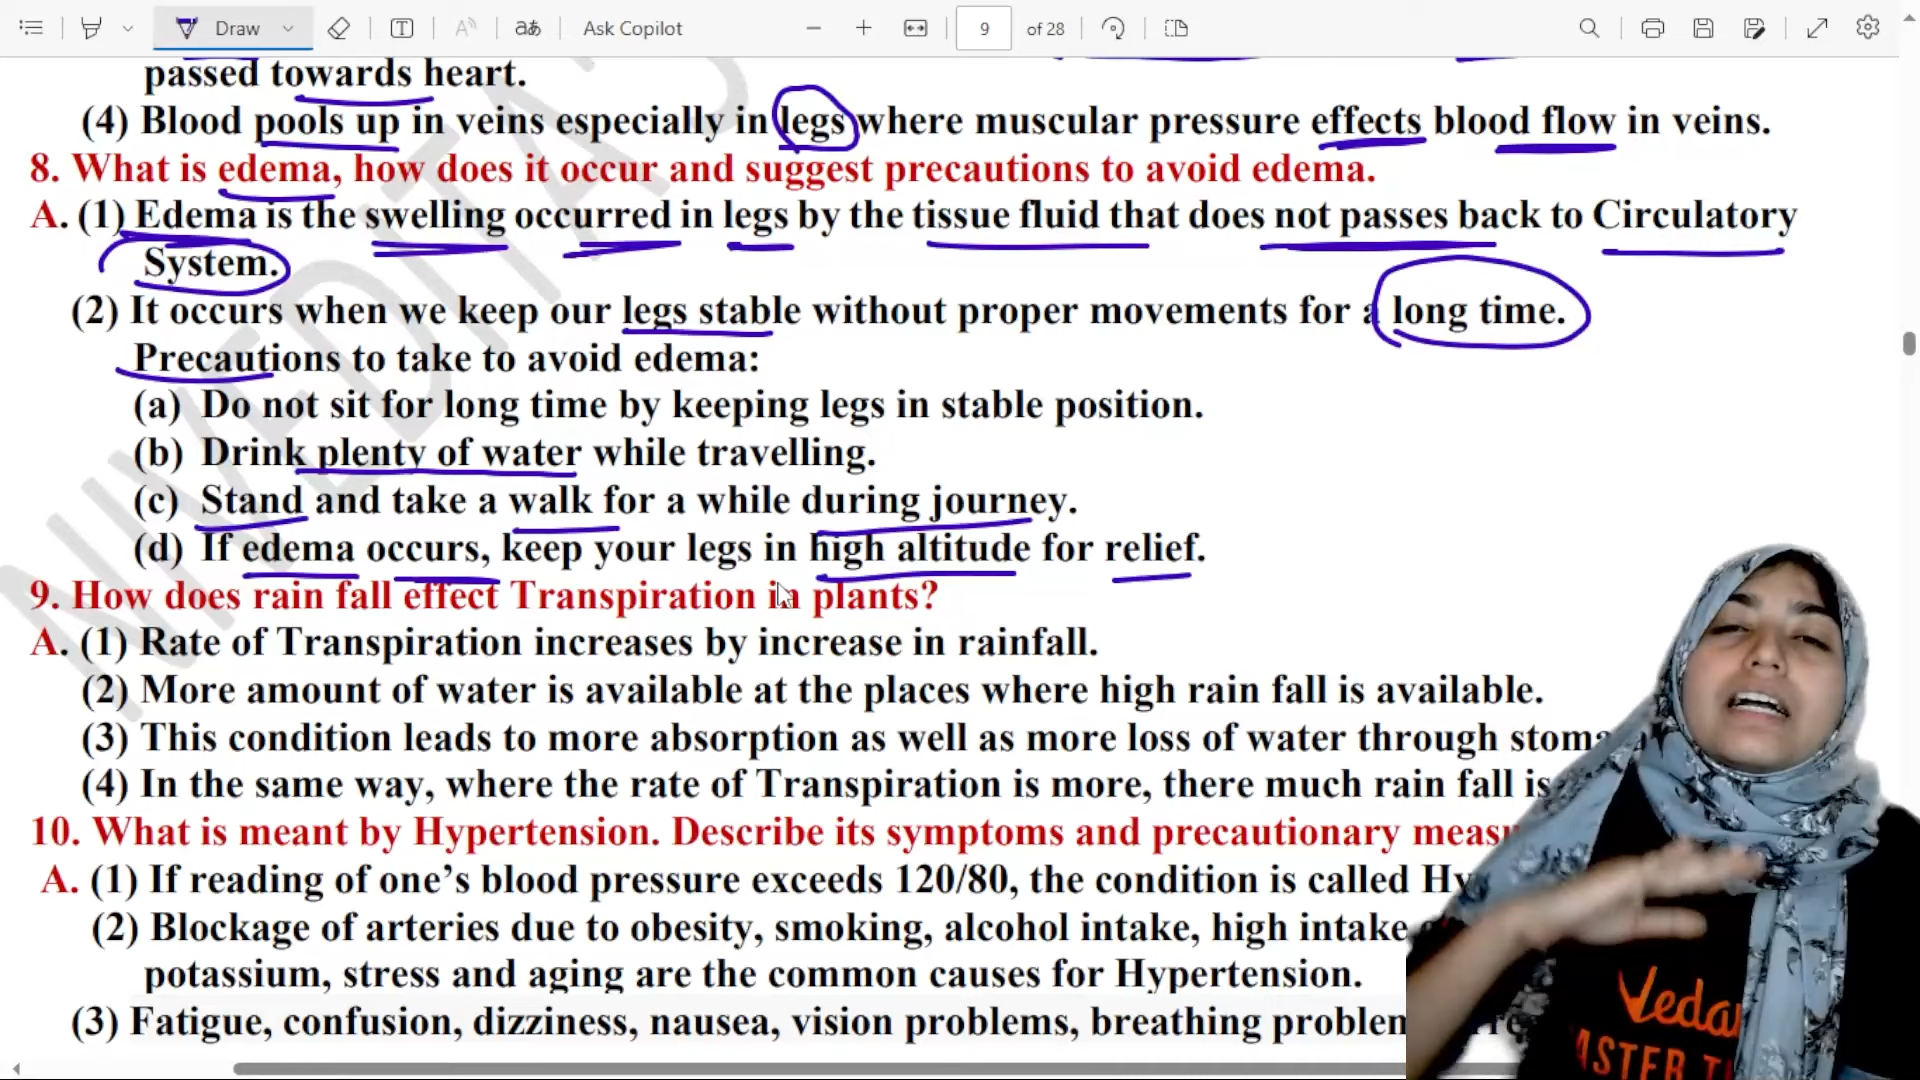 Draw
Ask Copilot
9 of 28
passed towards heart.
(4) Blood pools up in veins especially in legs where muscular pressure effects blood flow in veins.
8. What is edema, how does it occur and suggest precautions to avoid edema.
A. (1) Edema is the swelling occurred in legs by the tissue fluid that does not passes back to Circulatory
System.
(2) It occurs when we keep our legs stable without proper movements for a long time.
Precautions to take to avoid edema:
(a) Do not sit for long time by keeping legs in stable position.
(b) Drink plenty of water while travelling.
(c) Stand and take a walk for a while during journey.
(d) If edema occurs, keep your legs in high altitude for relief.
9. How does rain fall effect Transpiration in plants?
A. (1) Rate of Transpiration increases by increase in rainfall.
(2) More amount of water is available at the places where high rain fall is available.
(3) This condition leads to more absorption as well as more loss of water through
(4) In the same way, where the rate of Transpiration is more, there much rain fall is
10. What is meant by Hypertension. Describe its symptoms and precautionary
A. (1) If reading of one's blood pressure exceeds 120/80, the condition is called
(2) Blockage of arteries due to obesity, smoking, alcohol intake, high intake
potassium, stress and aging are the common causes for Hypertension.
(3) Fatigue, confusion, dizziness, nausea, vision problems, breathing
NIVEDITA